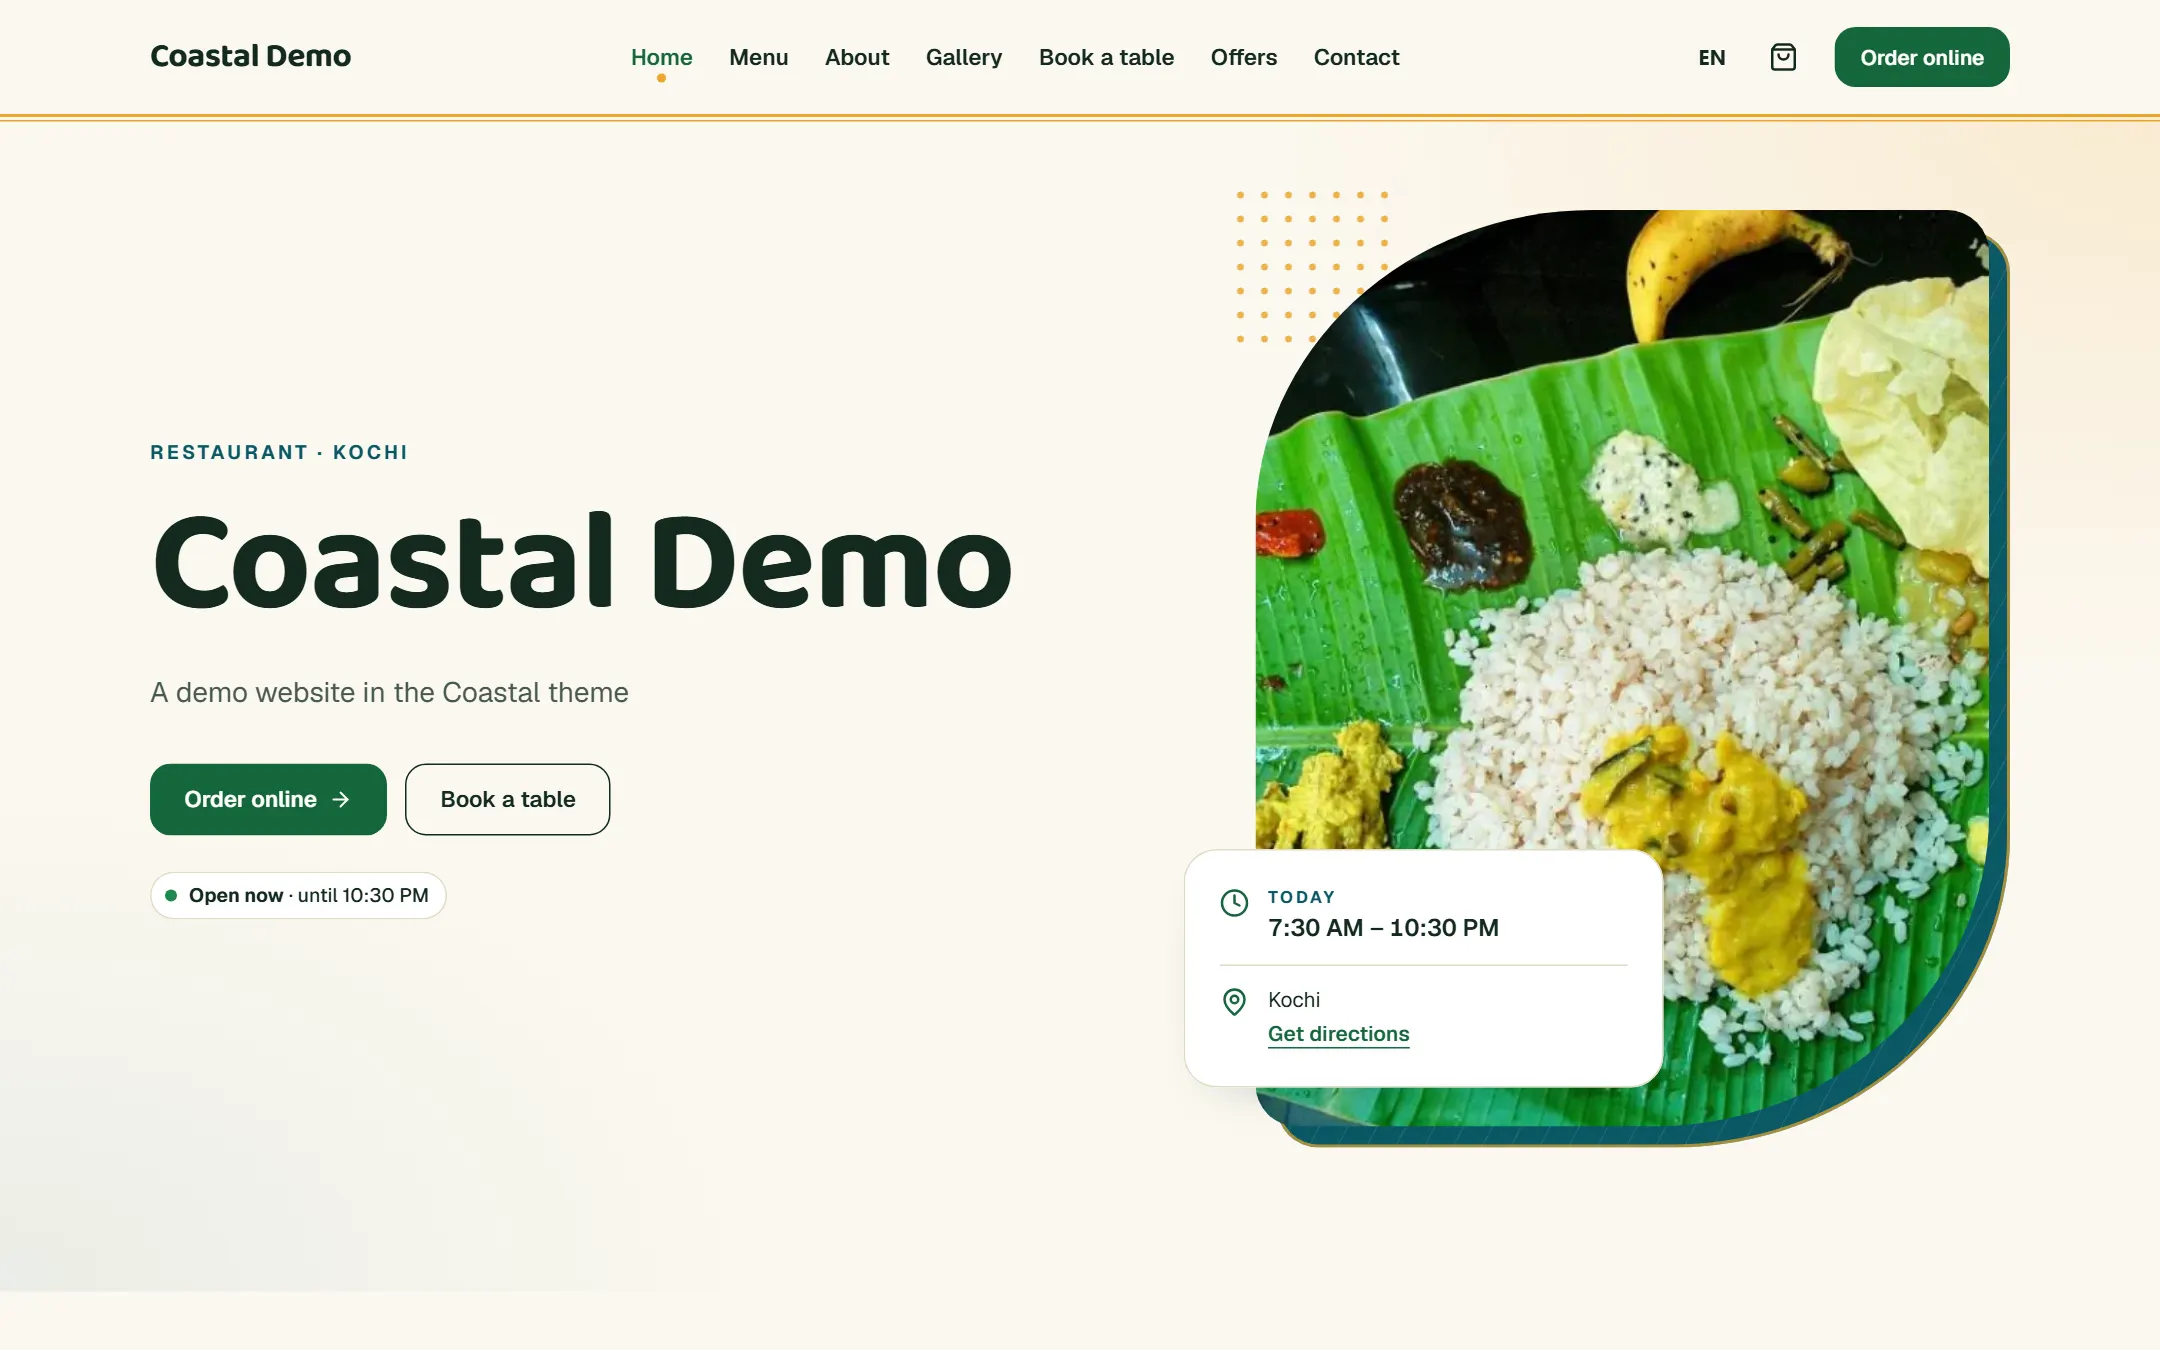 Coastal Demo
Home
Menu
About
Gallery
Book a table
Offers
Contact
EN
Order online
RESTAURANT · KOCHI
Coastal Demo
A demo website in the Coastal theme
Order online →
Book a table
Open now · until 10:30 PM
TODAY
7:30 AM – 10:30 PM
Kochi
Get directions